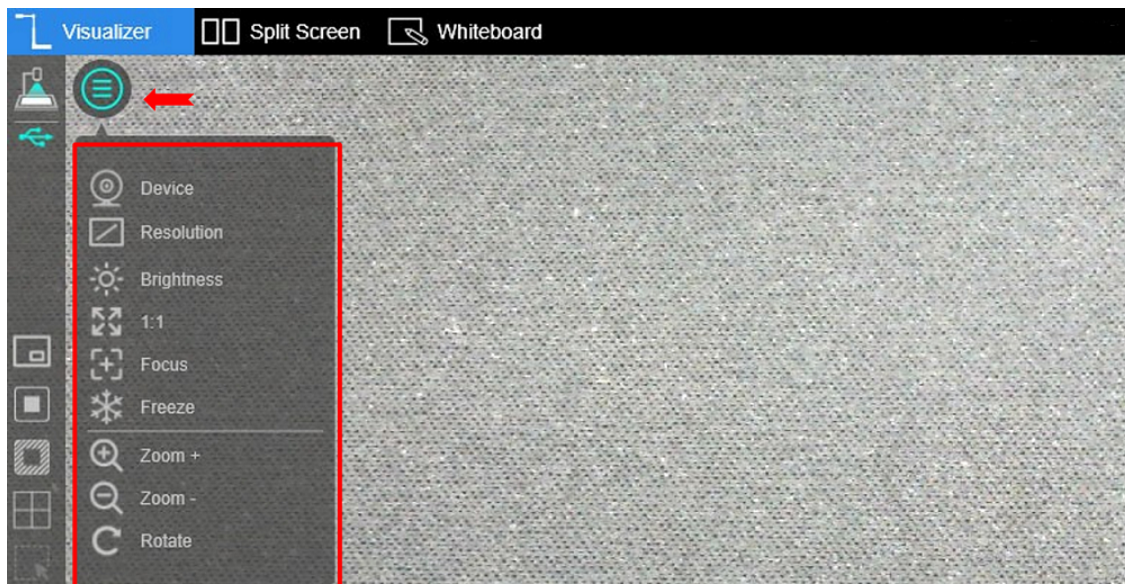 Visualizer Split Screen Whiteboard
Device
Resolution
Brightness
1:1
Focus
Freeze
Zoom +
Zoom -
Rotate